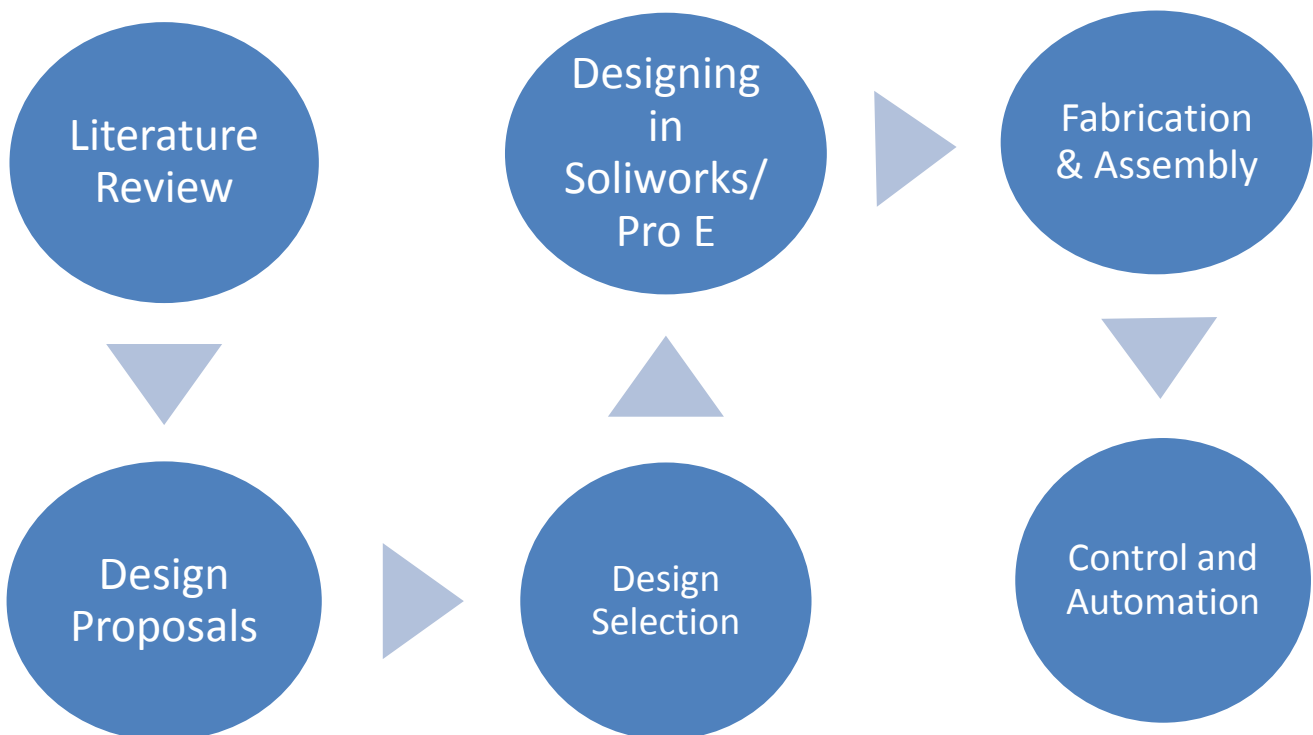 Literature
Review
Design
Proposals
Design
Selection
Designing
in
Soliworks/
Pro E
Fabrication
& Assembly
Control and
Automation